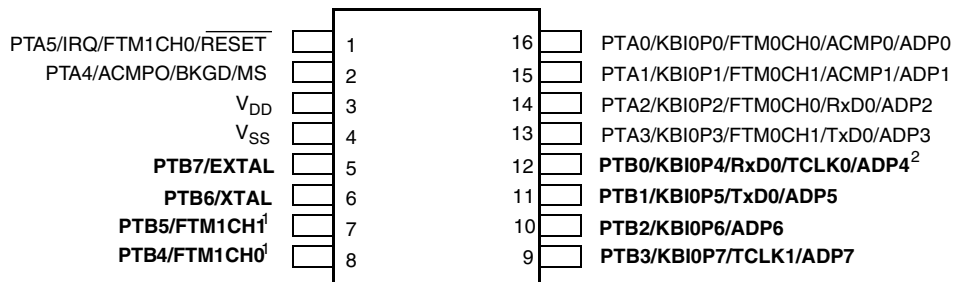 PTA5/IRQ/FTM1CH0/RESET 1 16 PTA0/KBI0P0/FTM0CH0/ACMP0/ADP0
PTA4/ACMPO/BKGD/MS 2 15 PTA1/KBI0P1/FTM0CH1/ACMP1/ADP1
VDD 3 14 PTA2/KBI0P2/FTM0CH0/RxD0/ADP2
VSS 4 13 PTA3/KBI0P3/FTM0CH1/TxD0/ADP3
PTB7/EXTAL 5 12 PTB0/KBI0P4/RxD0/TCLK0/ADP4²
PTB6/XTAL 6 11 PTB1/KBI0P5/TxD0/ADP5
PTB5/FTM1CH1¹ 7 10 PTB2/KBI0P6/ADP6
PTB4/FTM1CH0¹ 8 9 PTB3/KBI0P7/TCLK1/ADP7